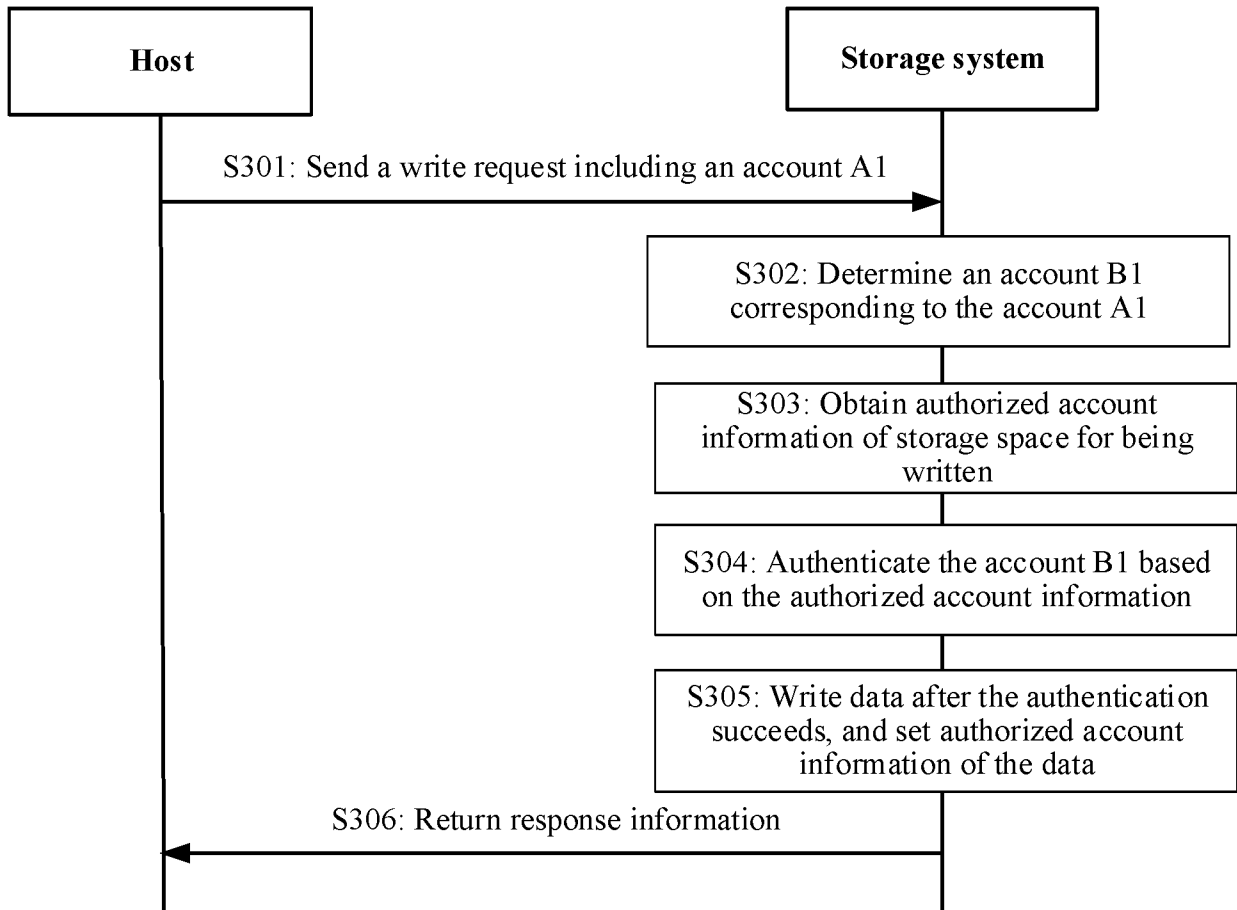 Host
Storage system
S301: Send a write request including an account A1
S302: Determine an account B1
corresponding to the account A1
S303: Obtain authorized account
information of storage space for being
written
S304: Authenticate the account B1 based
on the authorized account information
S305: Write data after the authentication
succeeds, and set authorized account
information of the data
S306: Return response information